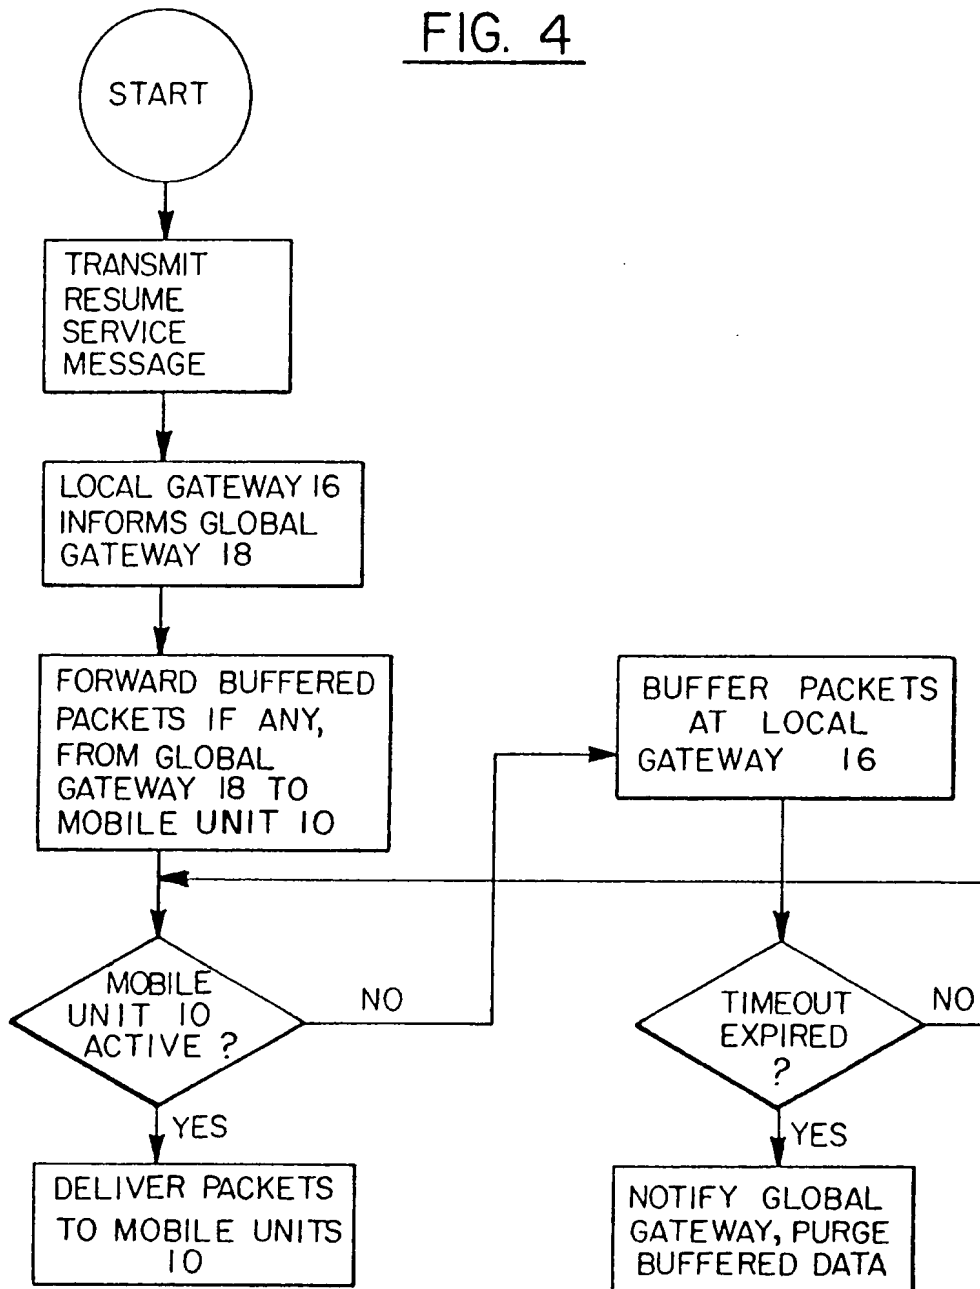 FIG. 4
START
TRANSMIT
RESUME
SERVICE
MESSAGE
LOCAL GATEWAY 16
INFORMS GLOBAL
GATEWAY 18
FORWARD BUFFERED
PACKETS IF ANY,
FROM GLOBAL
GATEWAY 18 TO
MOBILE UNIT 10
BUFFER PACKETS
AT LOCAL
GATEWAY 16
MOBILE
UNIT 10
ACTIVE ?
NO
TIMEOUT
EXPIRED
?
NO
YES
DELIVER PACKETS
TO MOBILE UNITS
10
YES
NOTIFY GLOBAL
GATEWAY, PURGE
BUFFERED DATA